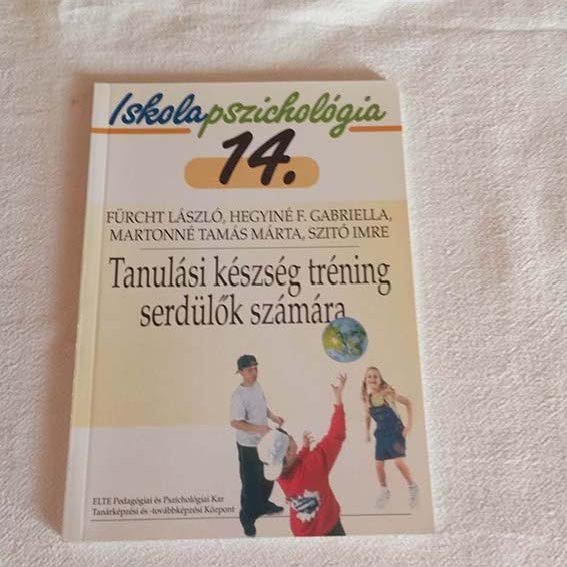 Iskolapszichológia
14.
FÜRCHT LÁSZLÓ, HEGYINÉ F. GABRIELLA,
MARTONNÉ TAMÁS MÁRTA, SZITÓ IMRE
Tanulási készség tréning
serdülők számára
ELTE Pedagógiai és Pszichológiai Kar
Tanárképzési és -továbbképzési Központ